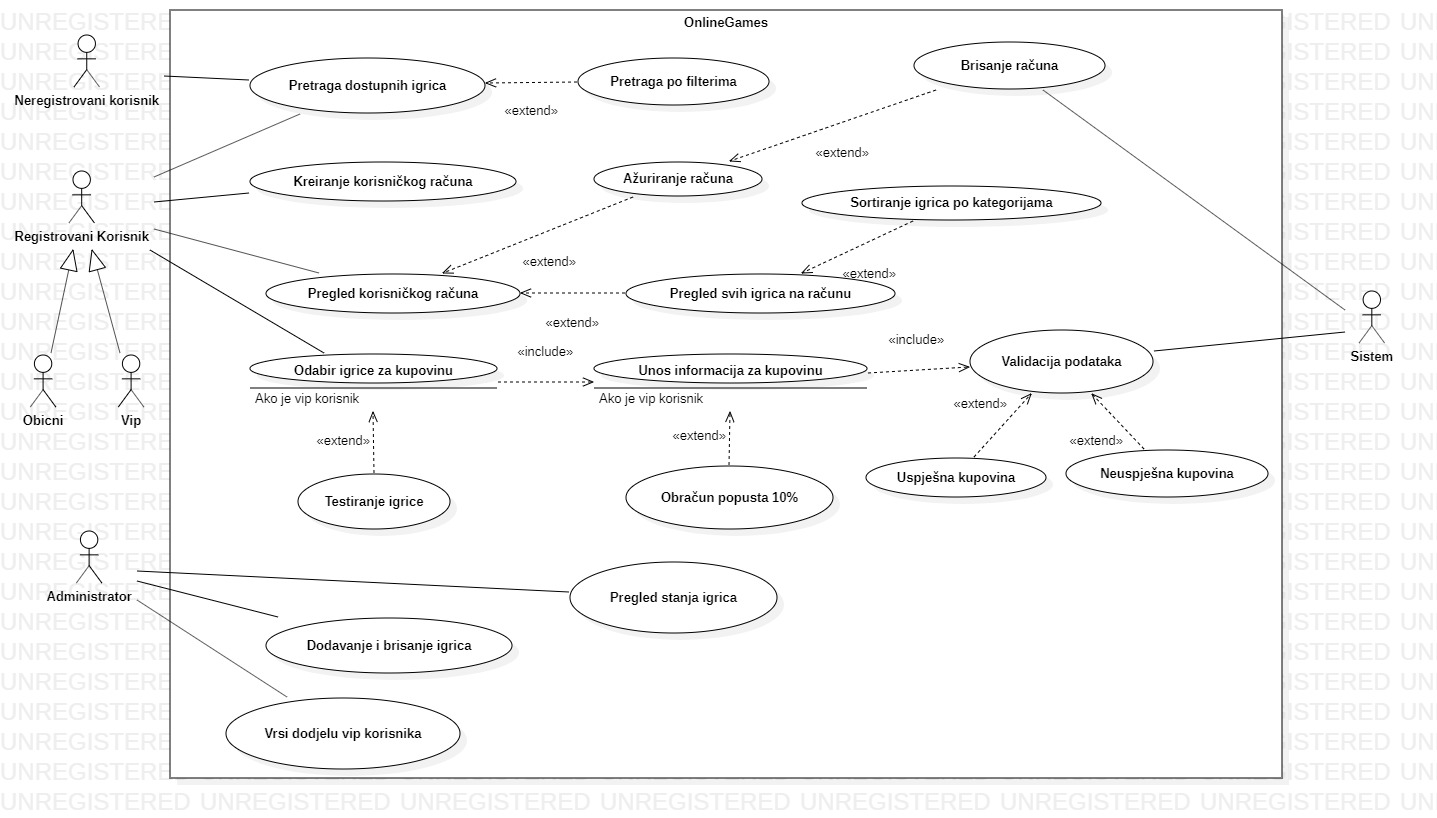 OnlineGames
Neregistrovani korisnik
Pretraga dostupnih igrica
«extend»
Pretraga po filterima
Brisanje računa
«extend»
Kreiranje korisničkog računa
Ažuriranje računa
Sortiranje igrica po kategorijama
Registrovani Korisnik
«extend»
«extend»
Pregled korisničkog računa
Pregled svih igrica na računu
«extend»
Sistem
«include»
«include»
Odabir igrice za kupovinu
Ako je vip korisnik
Unos informacija za kupovinu
Ako je vip korisnik
Validacija podataka
Obicni
Vip
«extend»
«extend»
«extend»
«extend»
Testiranje igrice
Obračun popusta 10%
Uspješna kupovina
Neuspješna kupovina
Administrator
Pregled stanja igrica
Dodavanje i brisanje igrica
Vrsi dodjelu vip korisnika
UNREGISTERED UNREGISTERED UNREGISTERED UNREGISTERED UNREGISTERED UNREGISTERED UNREGISTERED UN